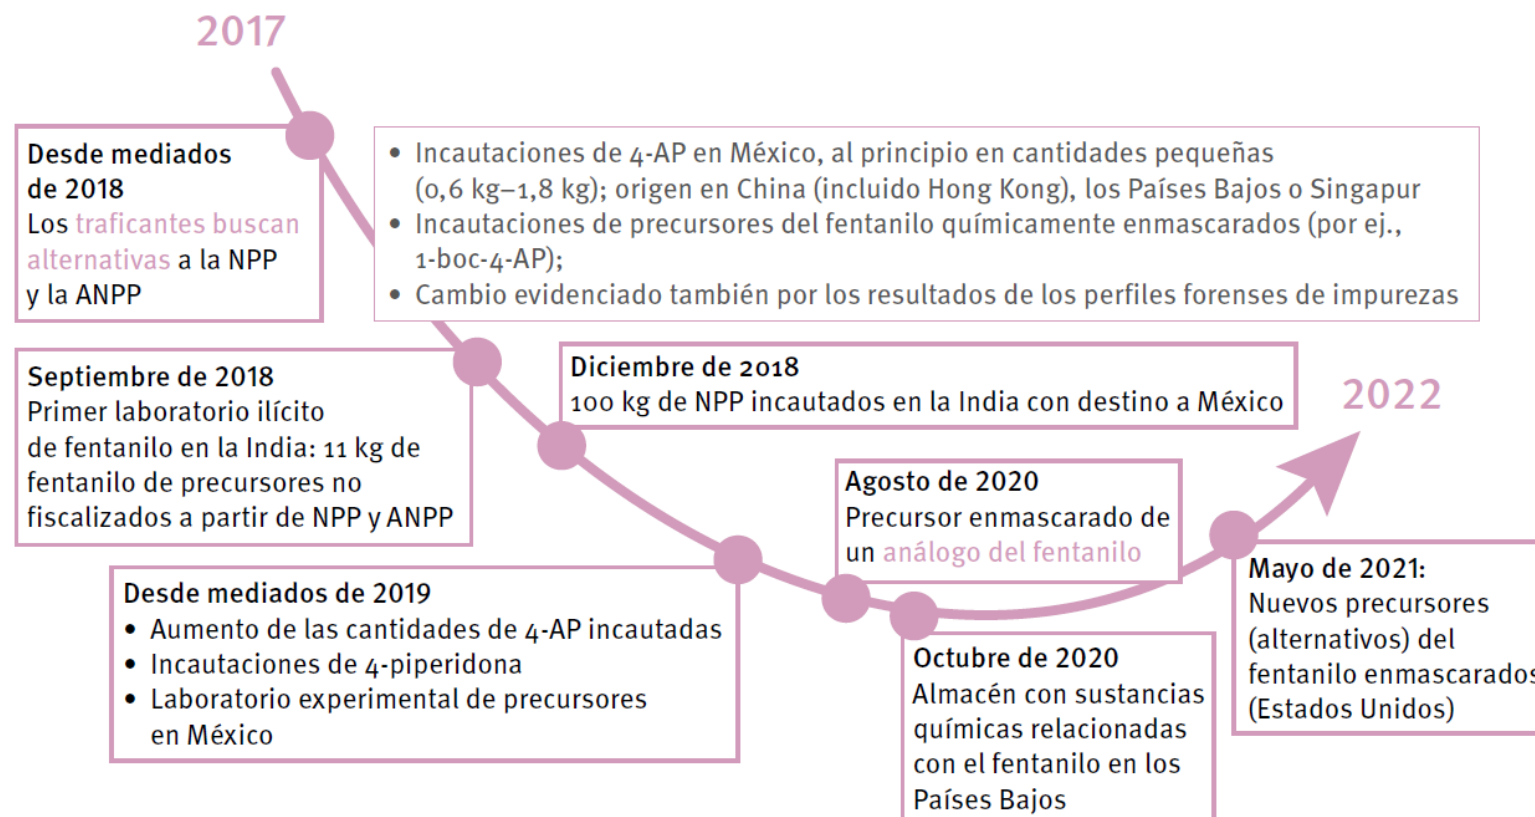 2017
Desde mediados
de 2018
Los traficantes buscan
alternativas a la NPP
y la ANPP
• Incautaciones de 4-AP en México, al principio en cantidades pequeñas
(0,6 kg–1,8 kg); origen en China (incluido Hong Kong), los Países Bajos o Singapur
• Incautaciones de precursores del fentanilo químicamente enmascarados (por ej.,
1-boc-4-AP);
• Cambio evidenciado también por los resultados de los perfiles forenses de impurezas
Septiembre de 2018
Primer laboratorio ilícito
de fentanilo en la India: 11 kg de
fentanilo de precursores no
fiscalizados a partir de NPP y ANPP
Diciembre de 2018
100 kg de NPP incautados en la India con destino a México
2022
Desde mediados de 2019
• Aumento de las cantidades de 4-AP incautadas
• Incautaciones de 4-piperidona
• Laboratorio experimental de precursores
en México
Agosto de 2020
Precursor enmascarado de
un análogo del fentanilo
Octubre de 2020
Almacén con sustancias
químicas relacionadas
con el fentanilo en los
Países Bajos
Mayo de 2021:
Nuevos precursores
(alternativos) del
fentanilo enmascarados
(Estados Unidos)